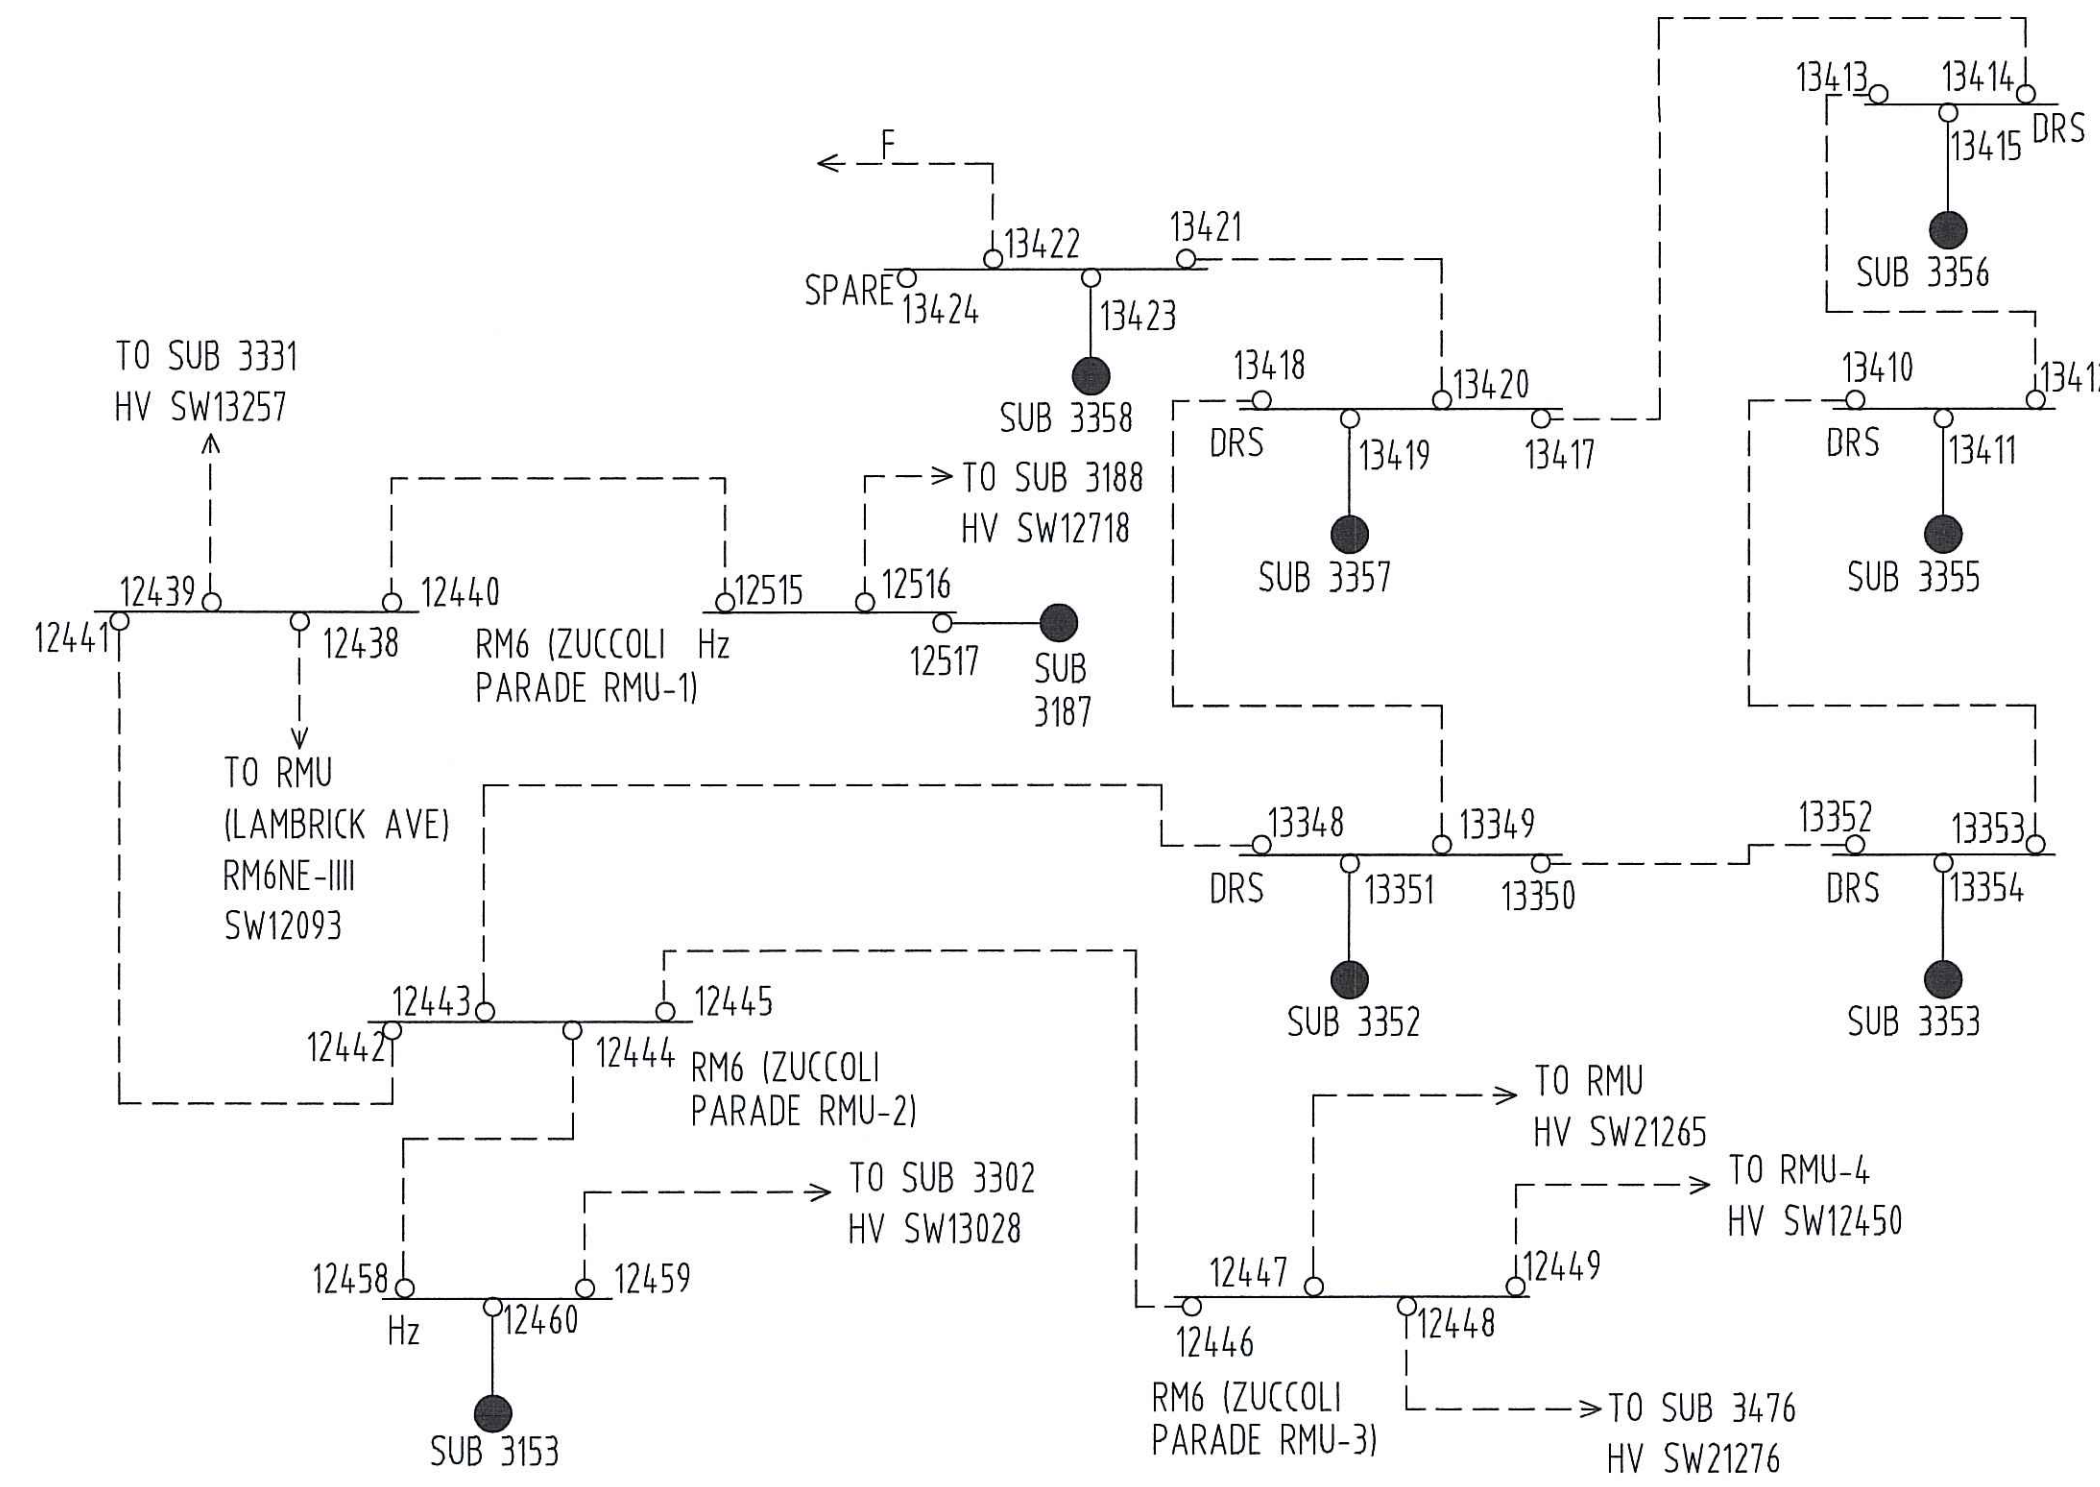 13413
13414
DRS
13415
SUB 3356
F
13422
13421
SPARE
13424
13423
SUB 3358
TO SUB 3331
HV SW13257
13418
13420
DRS
13419
13417
SUB 3357
13410
DRS
13411
SUB 3355
TO SUB 3188
HV SW12718
12439
12440
12441
12438
RM6 (ZUCCOLI
PARADE RMU-1)
12515
12516
Hz
12517
SUB
3187
TO RMU
(LAMBRICK AVE)
RM6NE-IIII
SW12093
13348
13349
DRS
13351
13350
SUB 3352
13352
13353
DRS
13354
SUB 3353
12443
12445
12442
12444
RM6 (ZUCCOLI
PARADE RMU-2)
TO RMU
HV SW21265
TO RMU-4
HV SW12450
TO SUB 3302
HV SW13028
12458
12459
Hz
12460
SUB 3153
12447
12449
12446
12448
RM6 (ZUCCOLI
PARADE RMU-3)
TO SUB 3476
HV SW21276